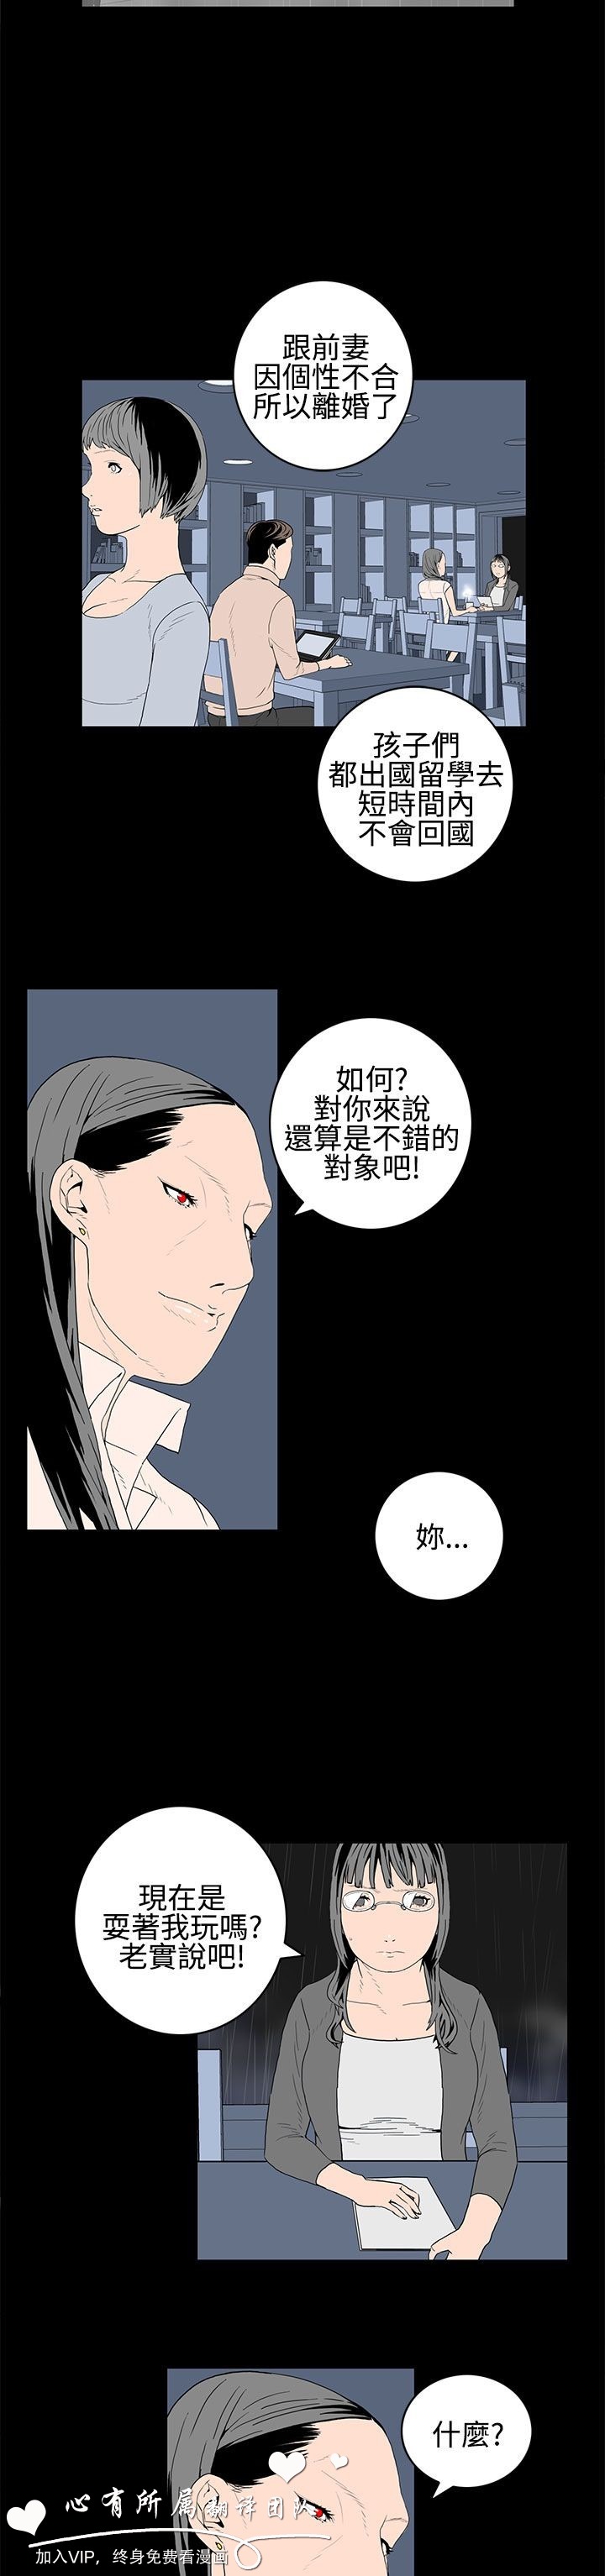 跟前妻
因個性不合
所以離婚了
孩子們
都出國留學去
短時間內
不會回國
如何?
對你來說
還算是不錯的
對象吧!
妳...
現在是
耍著我玩嗎?
老實說吧!
什麼?
心有所属翻译团队
加入VIP，终身免费看漫画